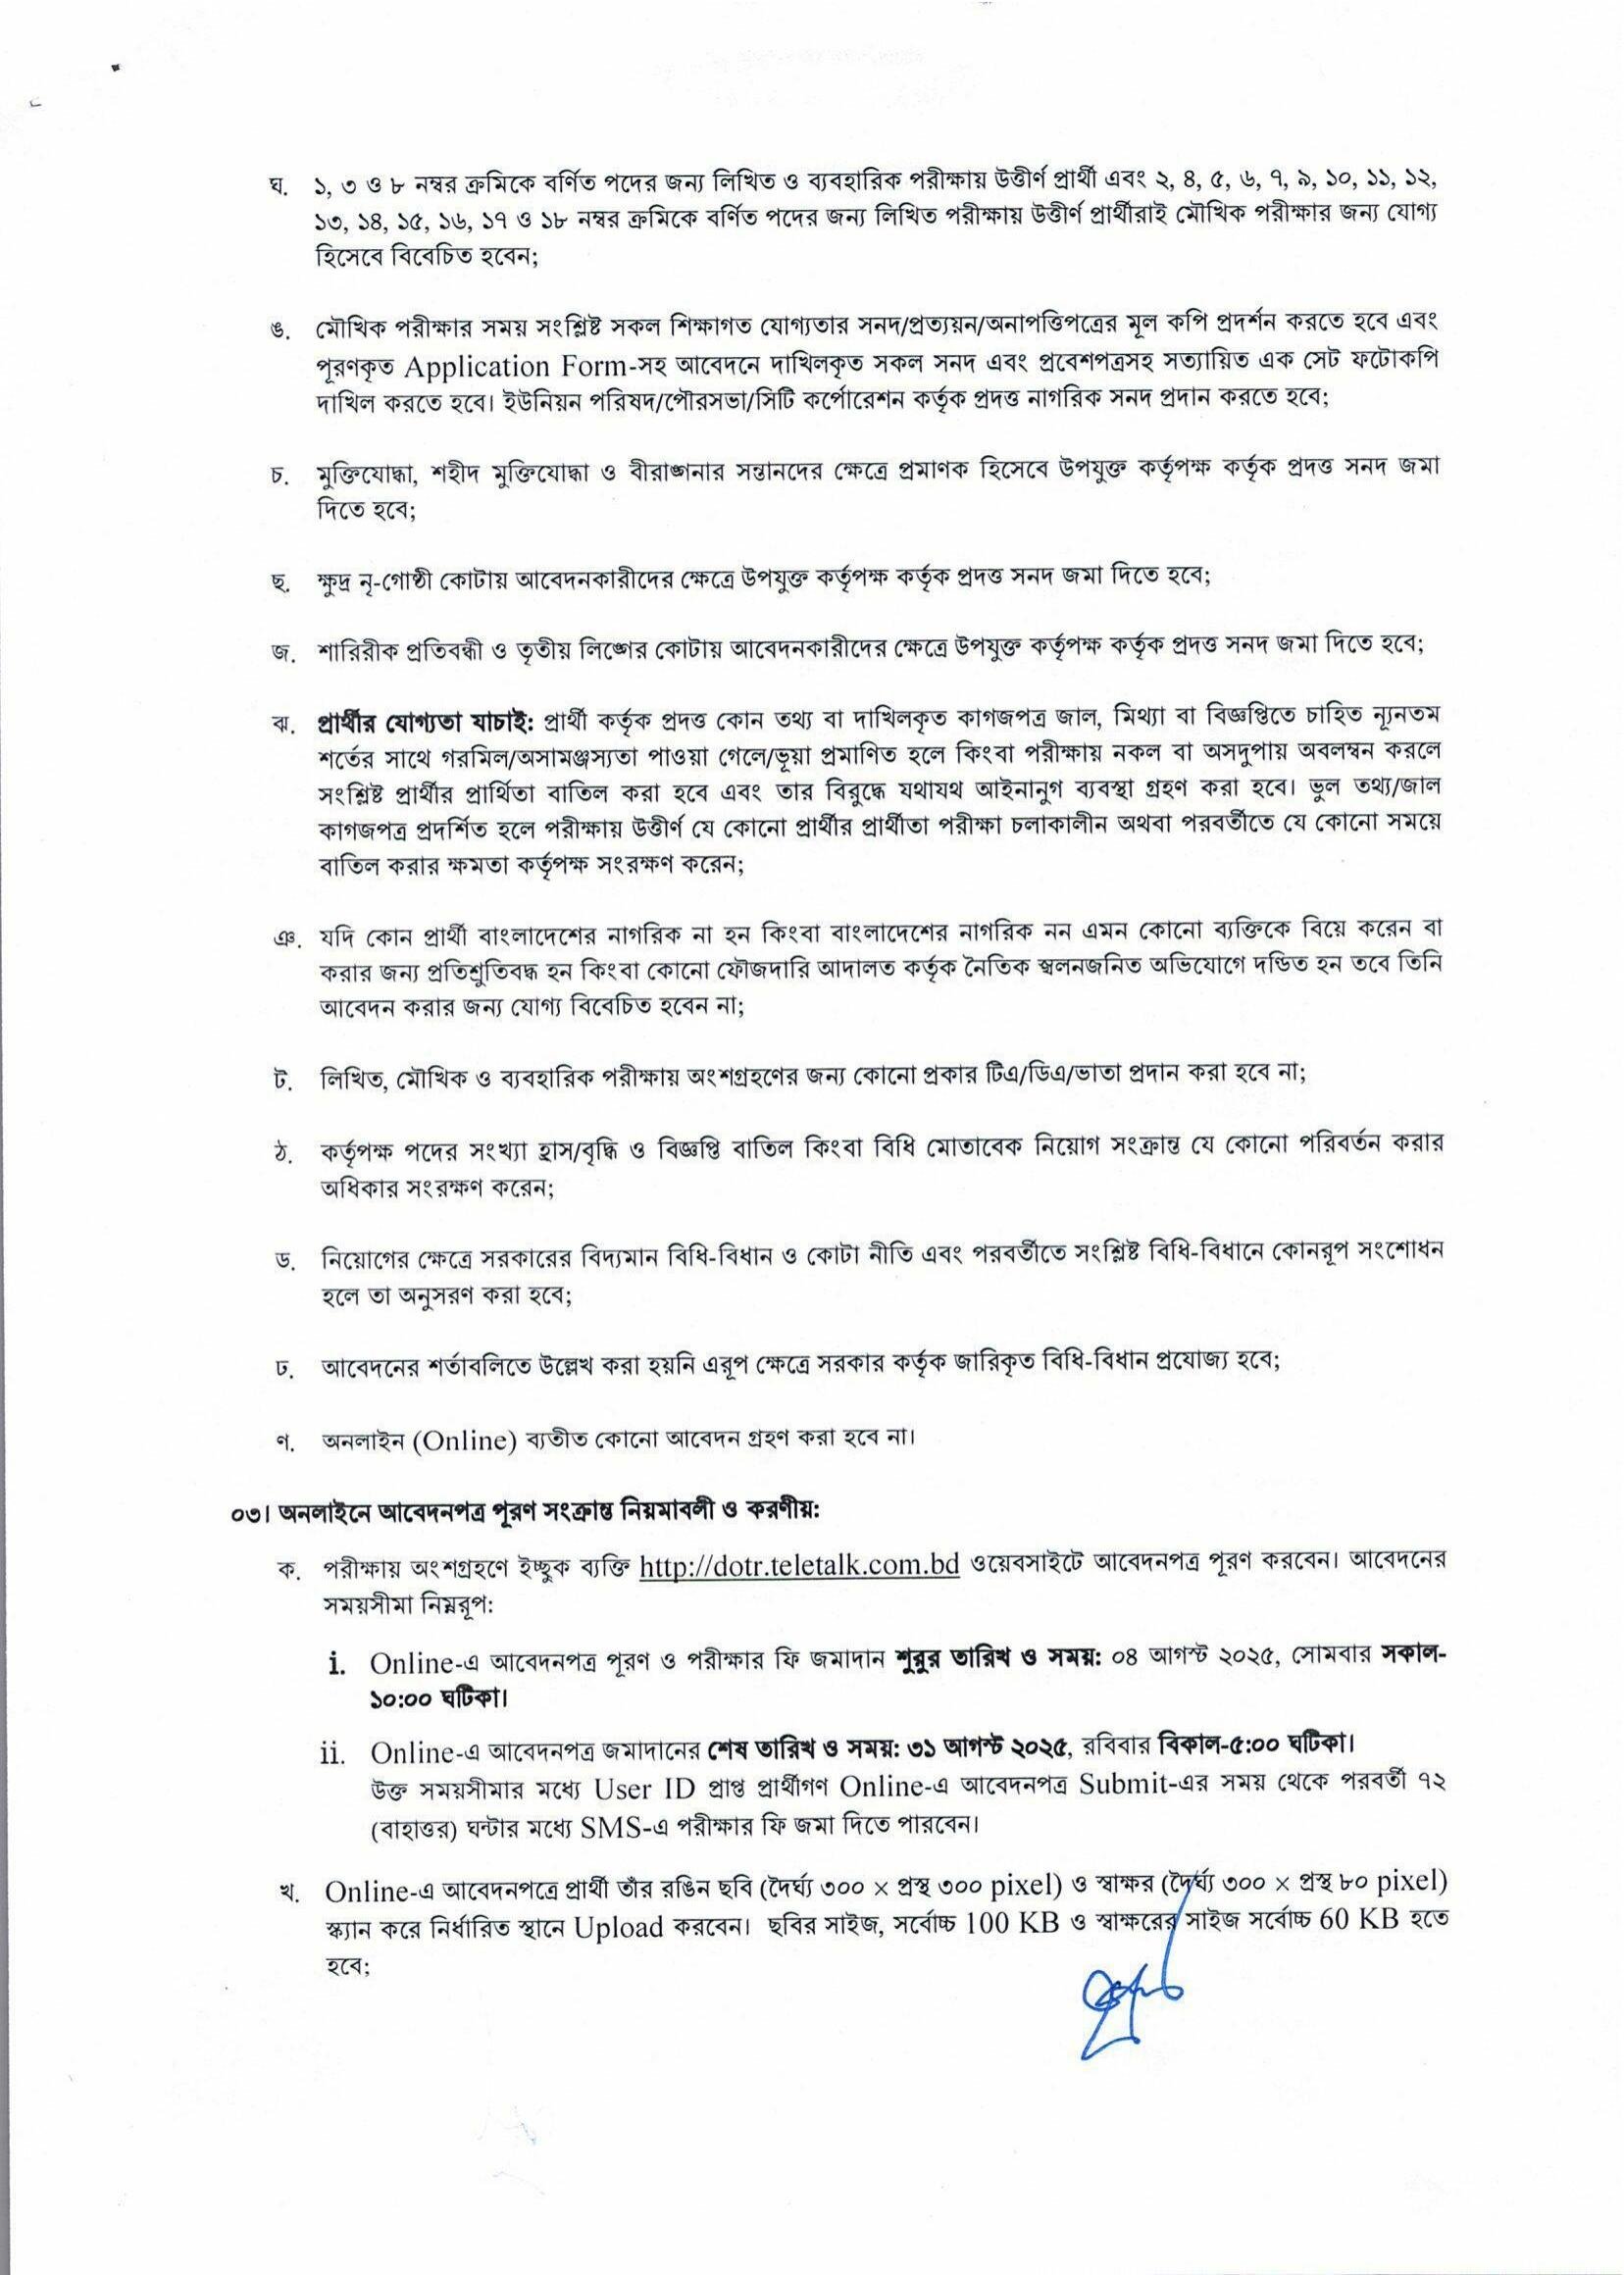 ঘ. ১, ৩ ও ৮ নম্বর ক্রমিকে বর্ণিত পদের জন্য লিখিত ও ব্যবহারিক পরীক্ষায় উত্তীর্ণ প্রার্থী এবং ২, ৪, ৫, ৬, ৭, ৯, ১০, ১১, ১২,
১৩, ১৪, ১৫, ১৬, ১৭ ও ১৮ নম্বর ক্রমিকে বর্ণিত পদের জন্য লিখিত পরীক্ষায় উত্তীর্ণ প্রার্থীরাই মৌখিক পরীক্ষার জন্য যোগ্য
হিসেবে বিবেচিত হবেন;
ঙ. মৌখিক পরীক্ষার সময় সংশ্লিষ্ট সকল শিক্ষাগত যোগ্যতার সনদ/প্রত্যয়ন/অনাপত্তিপত্রের মূল কপি প্রদর্শন করতে হবে এবং
পূরণকৃত Application Form-সহ আবেদনে দাখিলকৃত সকল সনদ এবং প্রবেশপত্রসহ সত্যায়িত এক সেট ফটোকপি
দাখিল করতে হবে। ইউনিয়ন পরিষদ/পৌরসভা/সিটি কর্পোরেশন কর্তৃক প্রদত্ত নাগরিক সনদ প্রদান করতে হবে;
চ. মুক্তিযোদ্ধা, শহীদ মুক্তিযোদ্ধা ও বীরাঙ্গনার সন্তানদের ক্ষেত্রে প্রমাণক হিসেবে উপযুক্ত কর্তৃপক্ষ কর্তৃক প্রদত্ত সনদ জমা
দিতে হবে;
ছ. ক্ষুদ্র নৃ-গোষ্ঠী কোটায় আবেদনকারীদের ক্ষেত্রে উপযুক্ত কর্তৃপক্ষ কর্তৃক প্রদত্ত সনদ জমা দিতে হবে;
জ. শারিরীক প্রতিবন্ধী ও তৃতীয় লিঙ্গের কোটায় আবেদনকারীদের ক্ষেত্রে উপযুক্ত কর্তৃপক্ষ কর্তৃক প্রদত্ত সনদ জমা দিতে হবে;
ঝ. প্রার্থীর যোগ্যতা যাচাই: প্রার্থী কর্তৃক প্রদত্ত কোন তথ্য বা দাখিলকৃত কাগজপত্র জাল, মিথ্যা বা বিজ্ঞপ্তিতে চাহিত ন্যূনতম
শর্তের সাথে গরমিল/অসামঞ্জস্যতা পাওয়া গেলে/ভূয়া প্রমাণিত হলে কিংবা পরীক্ষায় নকল বা অসদুপায় অবলম্বন করলে
সংশ্লিষ্ট প্রার্থীর প্রার্থিতা বাতিল করা হবে এবং তার বিরুদ্ধে যথাযথ আইনানুগ ব্যবস্থা গ্রহণ করা হবে। ভুল তথ্য/জাল
কাগজপত্র প্রদর্শিত হলে পরীক্ষায় উত্তীর্ণ যে কোনো প্রার্থীর প্রার্থীতা পরীক্ষা চলাকালীন অথবা পরবর্তীতে যে কোনো সময়ে
বাতিল করার ক্ষমতা কর্তৃপক্ষ সংরক্ষণ করেন;
ঞ. যদি কোন প্রার্থী বাংলাদেশের নাগরিক না হন কিংবা বাংলাদেশের নাগরিক নন এমন কোনো ব্যক্তিকে বিয়ে করেন বা
করার জন্য প্রতিশ্রুতিবদ্ধ হন কিংবা কোনো ফৌজদারি আদালত কর্তৃক নৈতিক স্খলনজনিত অভিযোগে দন্ডিত হন তবে তিনি
আবেদন করার জন্য যোগ্য বিবেচিত হবেন না;
ট. লিখিত, মৌখিক ও ব্যবহারিক পরীক্ষায় অংশগ্রহণের জন্য কোনো প্রকার টিএ/ডিএ/ভাতা প্রদান করা হবে না;
ঠ. কর্তৃপক্ষ পদের সংখ্যা হ্রাস/বৃদ্ধি ও বিজ্ঞপ্তি বাতিল কিংবা বিধি মোতাবেক নিয়োগ সংক্রান্ত যে কোনো পরিবর্তন করার
অধিকার সংরক্ষণ করেন;
ড. নিয়োগের ক্ষেত্রে সরকারের বিদ্যমান বিধি-বিধান ও কোটা নীতি এবং পরবর্তীতে সংশ্লিষ্ট বিধি-বিধানে কোনরূপ সংশোধন
হলে তা অনুসরণ করা হবে;
ঢ. আবেদনের শর্তাবলিতে উল্লেখ করা হয়নি এরূপ ক্ষেত্রে সরকার কর্তৃক জারিকৃত বিধি-বিধান প্রযোজ্য হবে;
ণ. অনলাইন (Online) ব্যতীত কোনো আবেদন গ্রহণ করা হবে না।
০৩। অনলাইনে আবেদনপত্র পূরণ সংক্রান্ত নিয়মাবলী ও করণীয়:
ক. পরীক্ষায় অংশগ্রহণে ইচ্ছুক ব্যক্তি http://dotr.teletalk.com.bd ওয়েবসাইটে আবেদনপত্র পূরণ করবেন। আবেদনের
সময়সীমা নিম্নরূপ:
i. Online-এ আবেদনপত্র পূরণ ও পরীক্ষার ফি জমাদান শুরুর তারিখ ও সময়: ০৪ আগস্ট ২০২৫, সোমবার সকাল-
১০:০০ ঘটিকা।
ii. Online-এ আবেদনপত্র জমাদানের শেষ তারিখ ও সময়: ৩১ আগস্ট ২০২৫, রবিবার বিকাল-৫:০০ ঘটিকা।
উক্ত সময়সীমার মধ্যে User ID প্রাপ্ত প্রার্থীগণ Online-এ আবেদনপত্র Submit-এর সময় থেকে পরবর্তী ৭২
(বাহাত্তর) ঘন্টার মধ্যে SMS-এ পরীক্ষার ফি জমা দিতে পারবেন।
খ. Online-এ আবেদনপত্রে প্রার্থী তাঁর রঙিন ছবি (দৈর্ঘ্য ৩০০ × প্রস্থ ৩০০ pixel) ও স্বাক্ষর (দৈর্ঘ্য ৩০০ × প্রস্থ ৮০ pixel)
স্ক্যান করে নির্ধারিত স্থানে Upload করবেন। ছবির সাইজ, সর্বোচ্চ 100 KB ও স্বাক্ষরের সাইজ সর্বোচ্চ 60 KB হতে
হবে;